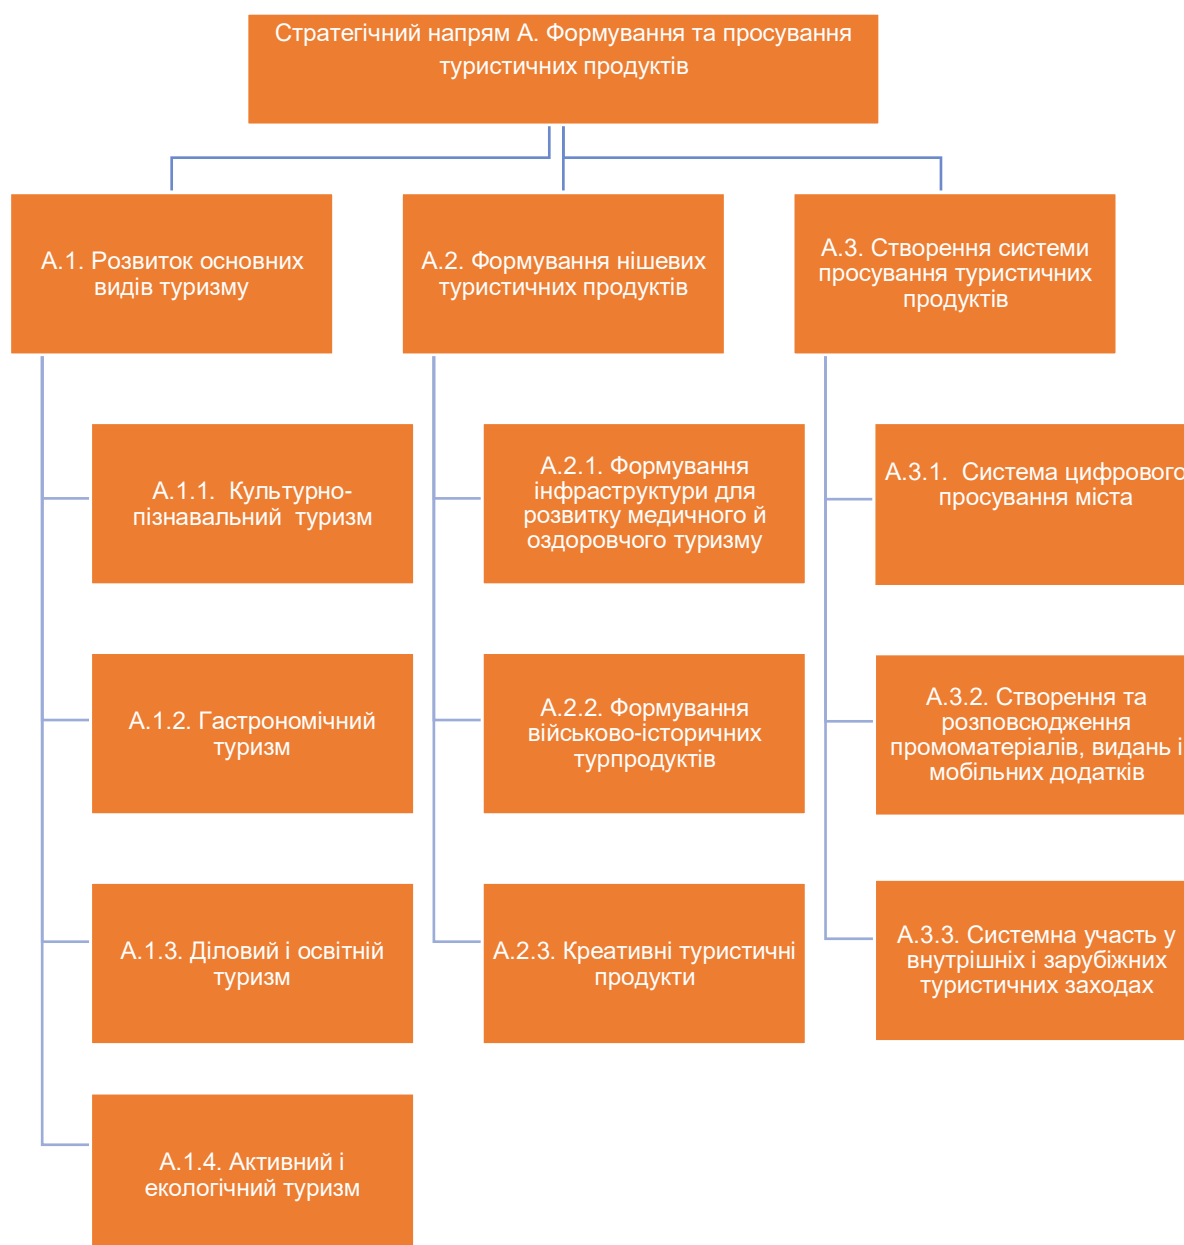 Стратегічний напрям А. Формування та просування
туристичних продуктів
А.1. Розвиток основних
видів туризму
А.2. Формування нішевих
туристичних продуктів
А.3. Створення системи
просування туристичних
продуктів
А.1.1. Культурно-
пізнавальний туризм
А.1.2. Гастрономічний
туризм
А.1.3. Діловий і освітній
туризм
А.1.4. Активний і
екологічний туризм
А.2.1. Формування
інфраструктури для
розвитку медичного й
оздоровчого туризму
А.2.2. Формування
військово-історичних
турпродуктів
А.2.3. Креативні туристичні
продукти
А.3.1. Система цифрового
просування міста
А.3.2. Створення та
розповсюдження
промоматеріалів, видань і
мобільних додатків
А.3.3. Системна участь у
внутрішніх і зарубіжних
туристичних заходах